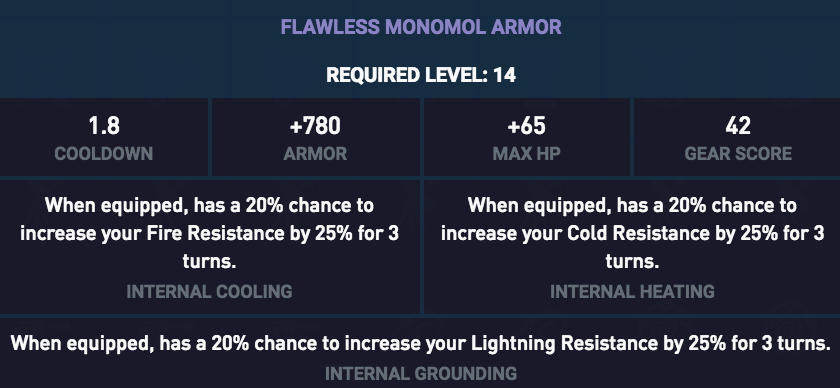 FLAWLESS MONOMOL ARMOR
REQUIRED LEVEL: 14
1.8
COOLDOWN
+780
ARMOR
+65
MAX HP
42
GEAR SCORE
When equipped, has a 20% chance to
increase your Fire Resistance by 25% for 3
turns.
INTERNAL COOLING
When equipped, has a 20% chance to
increase your Cold Resistance by 25% for 3
turns.
INTERNAL HEATING
When equipped, has a 20% chance to increase your Lightning Resistance by 25% for 3 turns.
INTERNAL GROUNDING